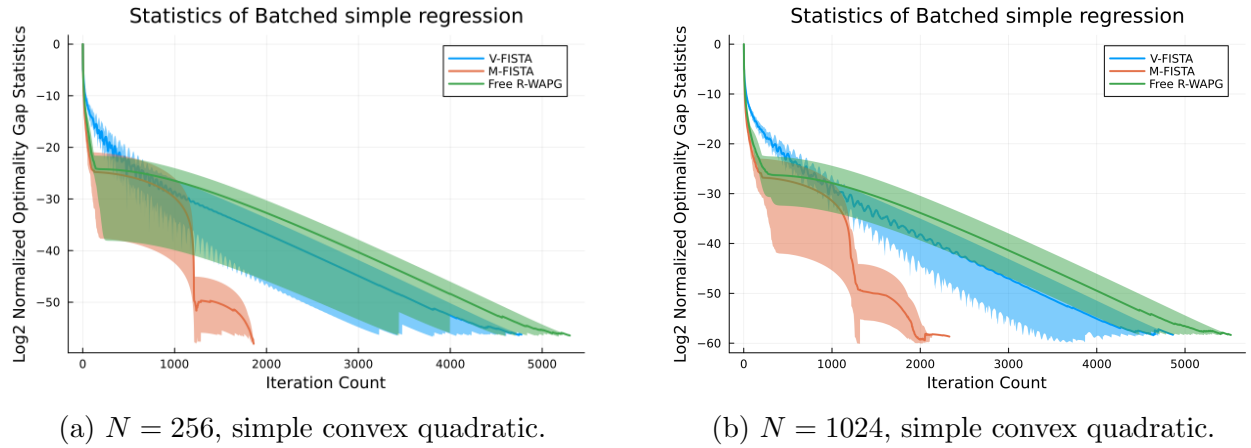 Statistics of Batched simple regression
Log2 Normalized Optimality Gap Statistics
0
−10
−20
−30
−40
−50
V-FISTA
M-FISTA
Free R-WAPG
0
1000
2000
3000
4000
5000
Iteration Count
(a) N = 256, simple convex quadratic.
Statistics of Batched simple regression
Log2 Normalized Optimality Gap Statistics
0
−10
−20
−30
−40
−50
−60
V-FISTA
M-FISTA
Free R-WAPG
0
1000
2000
3000
4000
5000
Iteration Count
(b) N = 1024, simple convex quadratic.